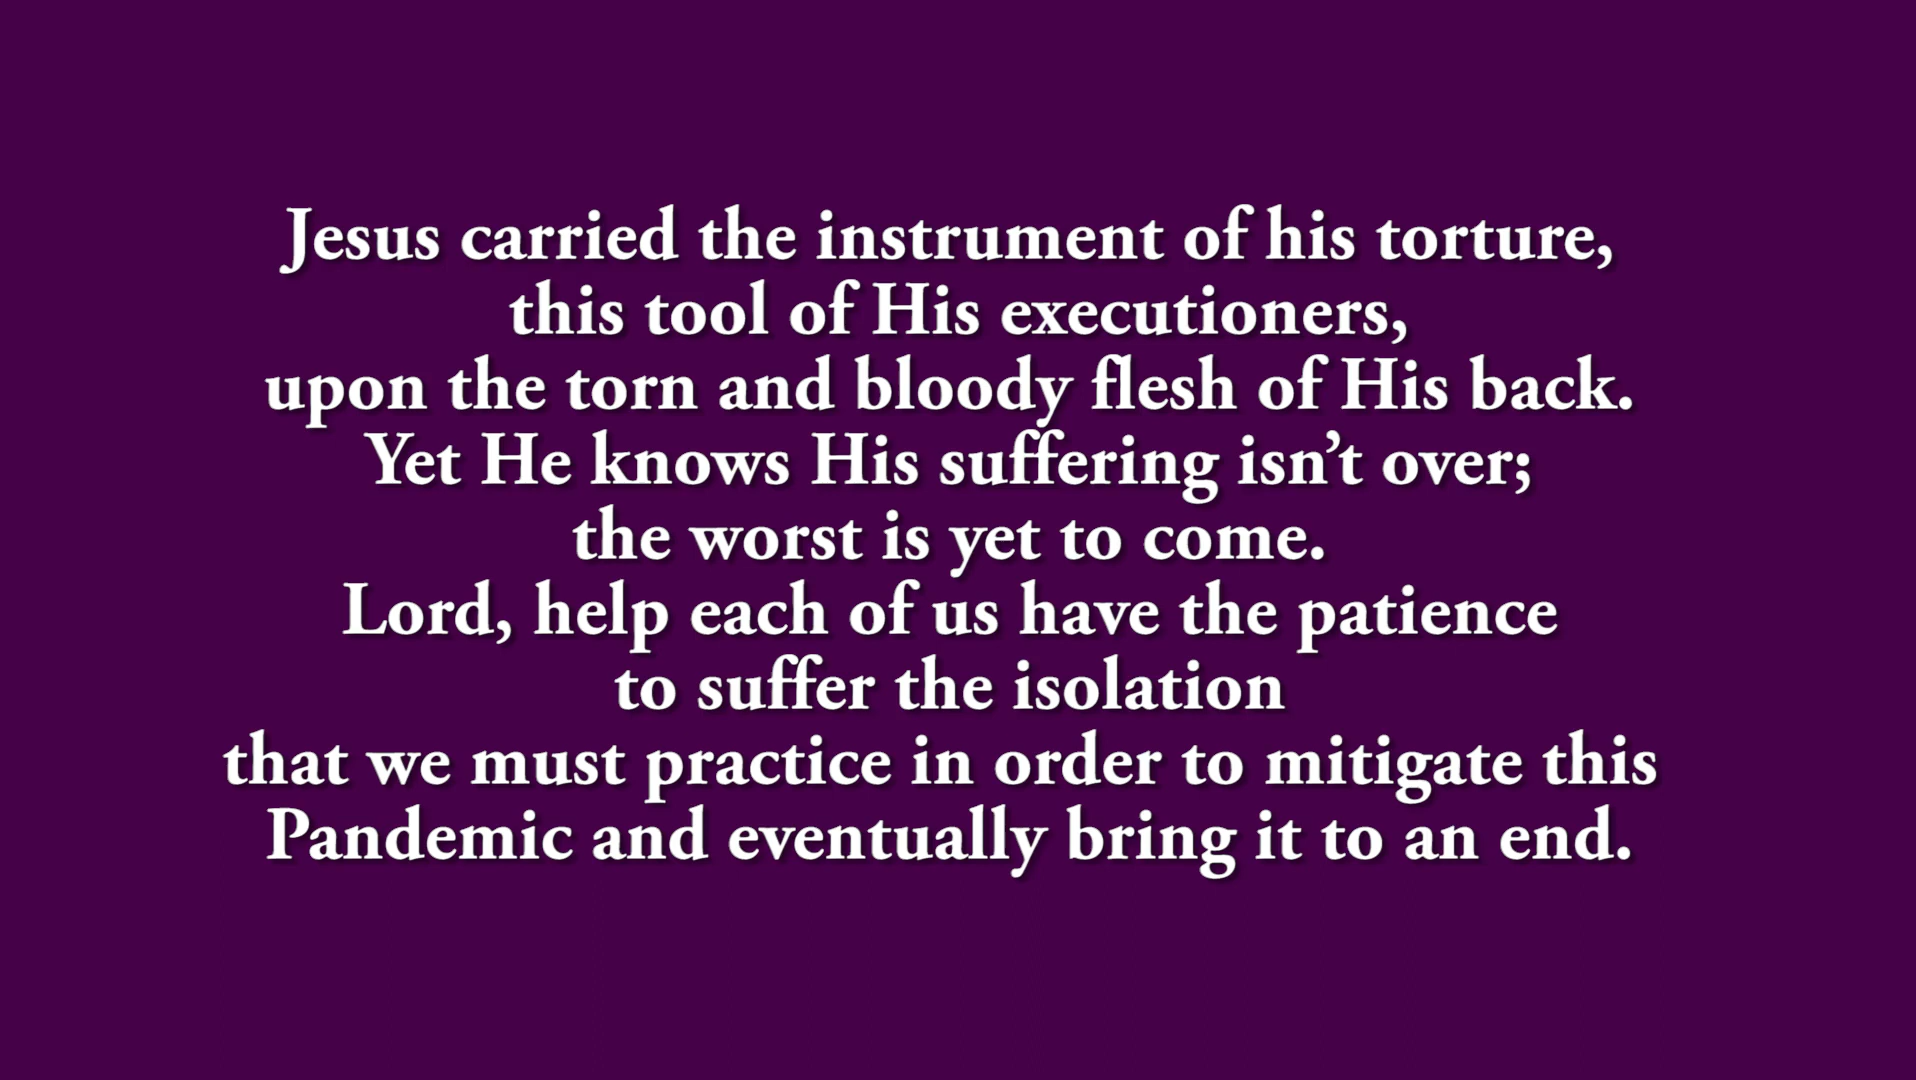 Jesus carried the instrument of his torture,
this tool of His executioners,
upon the torn and bloody flesh of His back.
Yet He knows His suffering isn’t over;
the worst is yet to come.
Lord, help each of us have the patience
to suffer the isolation
that we must practice in order to mitigate this
Pandemic and eventually bring it to an end.